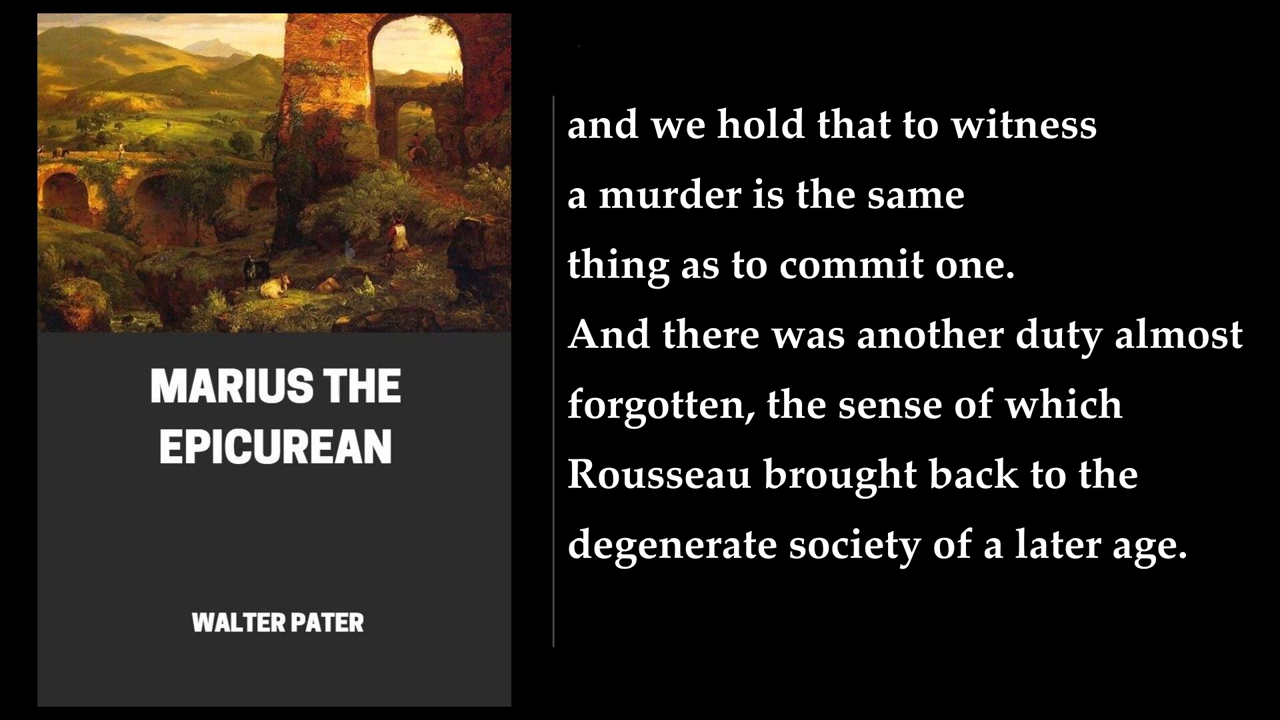 MARIUS THE
EPICUREAN
WALTER PATER
and we hold that to witness
a murder is the same
thing as to commit one.
And there was another duty almost
forgotten, the sense of which
Rousseau brought back to the
degenerate society of a later age.